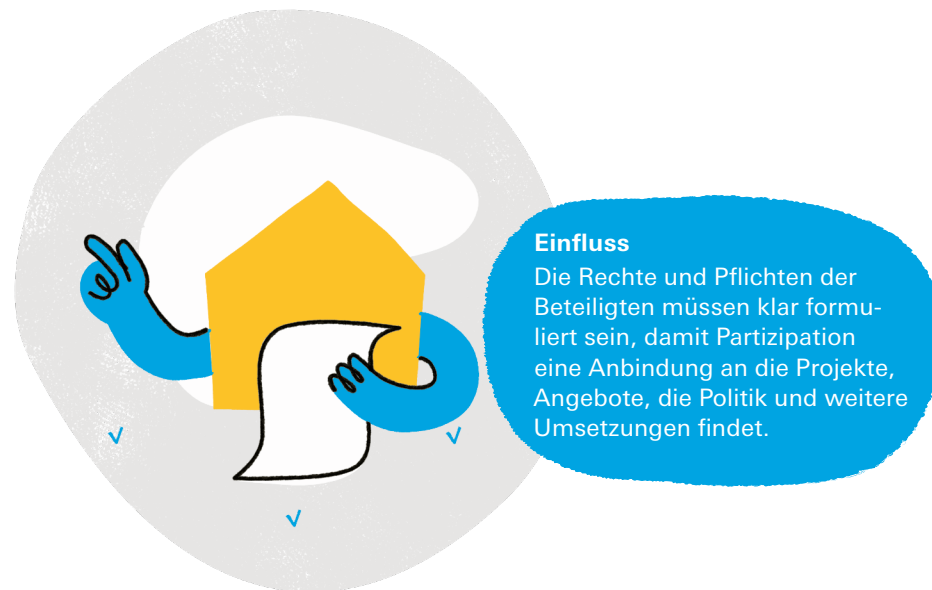 Einfluss
Die Rechte und Pflichten der
Beteiligten müssen klar formu-
liert sein, damit Partizipation
eine Anbindung an die Projekte,
Angebote, die Politik und weitere
Umsetzungen findet.